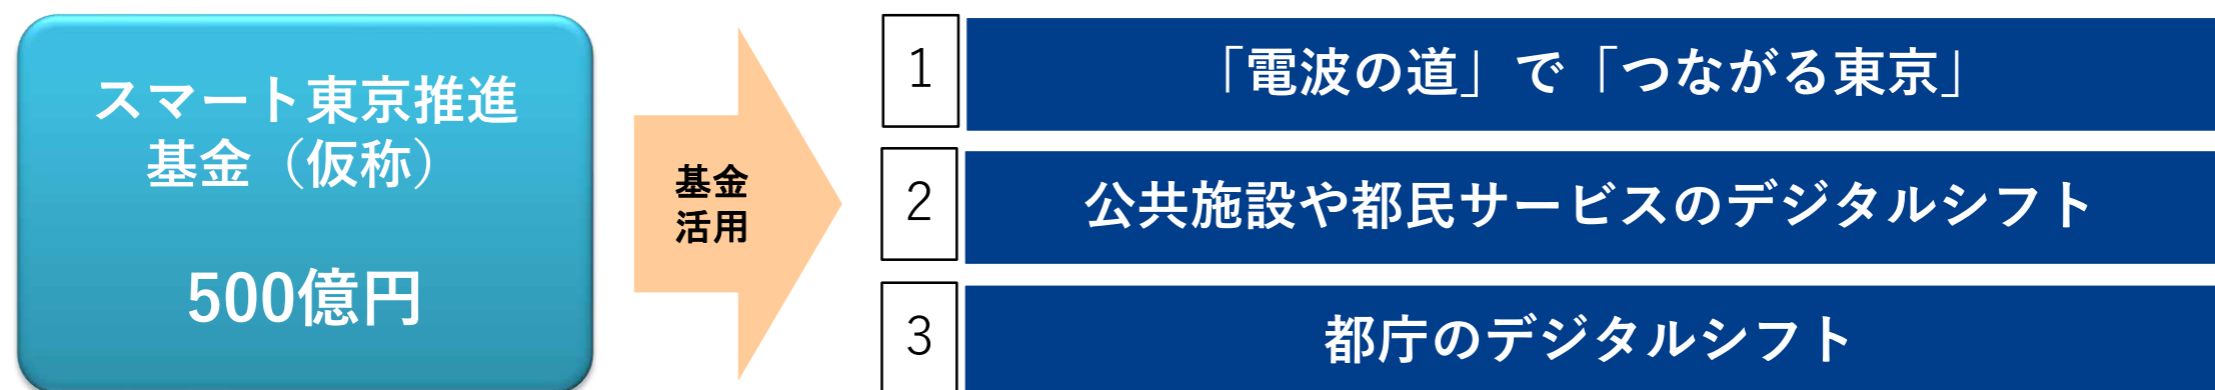 スマート東京推進
基金（仮称）
500億円
基金
活用
1
「電波の道」で「つながる東京」
2
公共施設や都民サービスのデジタルシフト
3
都庁のデジタルシフト